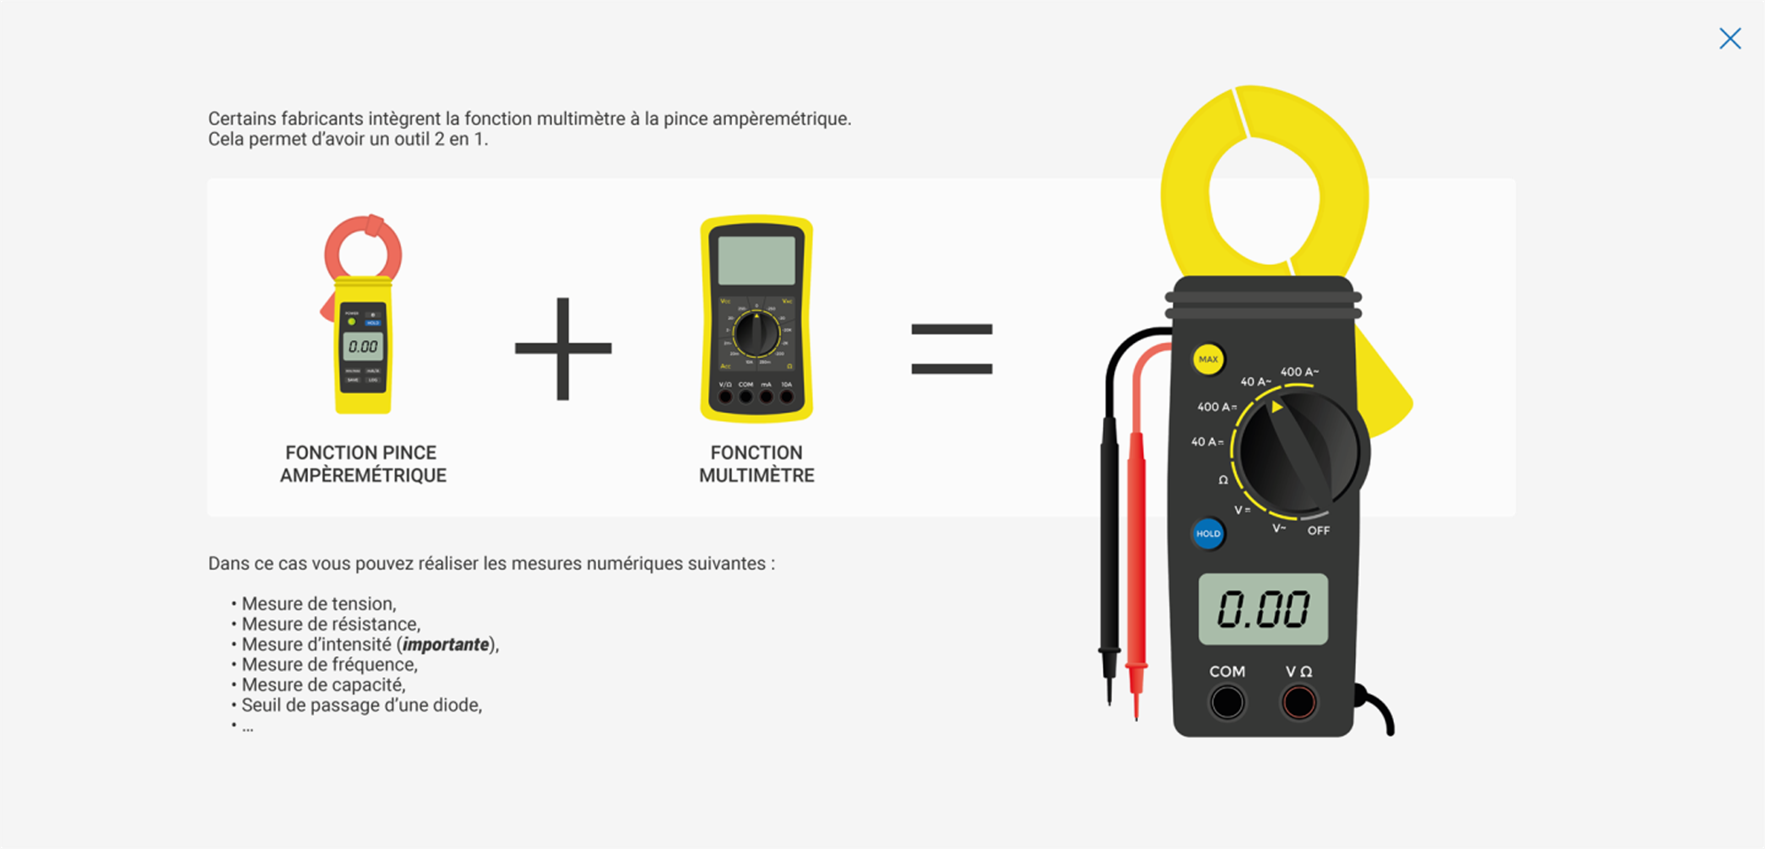 Certains fabricants intègrent la fonction multimètre à la pince ampèremétrique.
Cela permet d'avoir un outil 2 en 1.
0.00
HOLD
FONCTION PINCE
AMPÈREMÉTRIQUE
V/Ω COM mA 10A
FONCTION
MULTIMÈTRE
MAX
400 A~
40 A~
400 A=
40 A=
Ω
V=
V~
OFF
HOLD
0.00
COM V Ω
Dans ce cas vous pouvez réaliser les mesures numériques suivantes :
• Mesure de tension,
• Mesure de résistance,
• Mesure d'intensité (importante),
• Mesure de fréquence,
• Mesure de capacité,
• Seuil de passage d'une diode,
• ...